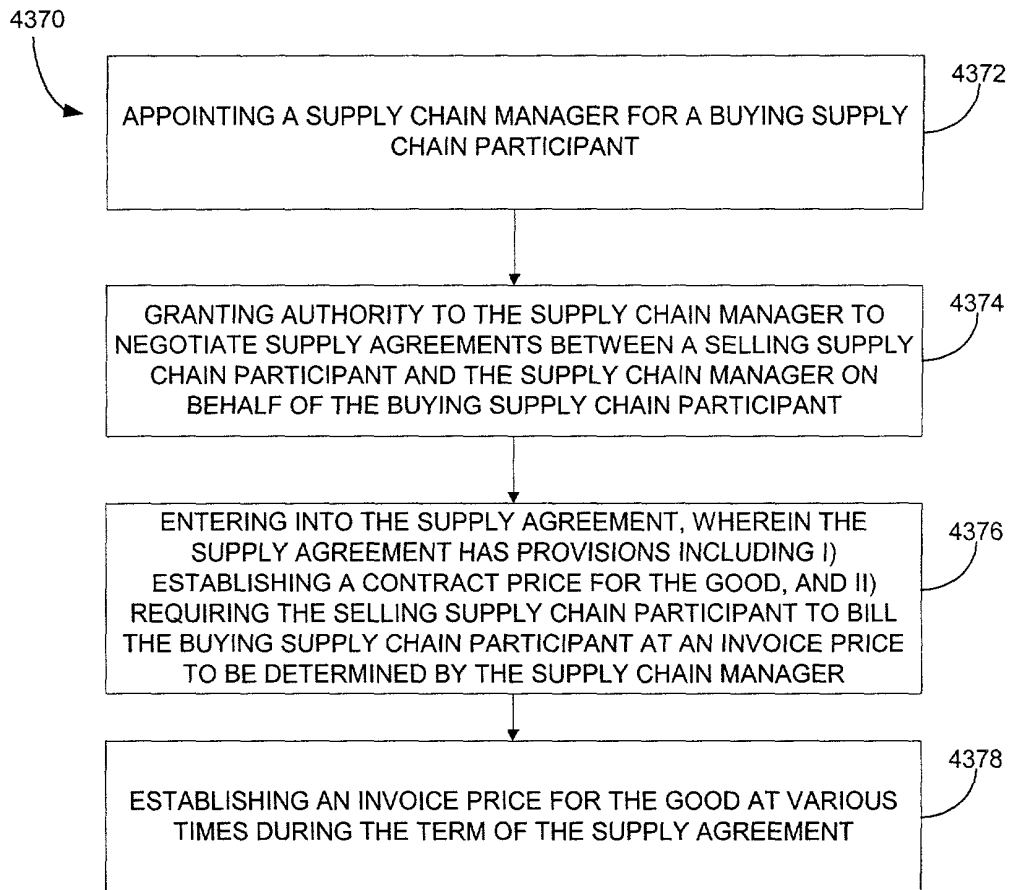 4370
4372
APPOINTING A SUPPLY CHAIN MANAGER FOR A BUYING SUPPLY
CHAIN PARTICIPANT
4374
GRANTING AUTHORITY TO THE SUPPLY CHAIN MANAGER TO
NEGOTIATE SUPPLY AGREEMENTS BETWEEN A SELLING SUPPLY
CHAIN PARTICIPANT AND THE SUPPLY CHAIN MANAGER ON
BEHALF OF THE BUYING SUPPLY CHAIN PARTICIPANT
4376
ENTERING INTO THE SUPPLY AGREEMENT, WHEREIN THE
SUPPLY AGREEMENT HAS PROVISIONS INCLUDING I)
ESTABLISHING A CONTRACT PRICE FOR THE GOOD, AND II)
REQUIRING THE SELLING SUPPLY CHAIN PARTICIPANT TO BILL
THE BUYING SUPPLY CHAIN PARTICIPANT AT AN INVOICE PRICE
TO BE DETERMINED BY THE SUPPLY CHAIN MANAGER
4378
ESTABLISHING AN INVOICE PRICE FOR THE GOOD AT VARIOUS
TIMES DURING THE TERM OF THE SUPPLY AGREEMENT